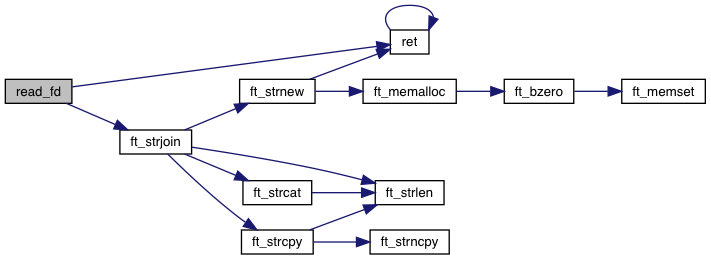 read_fd
ret
ft_strjoin
ft_strnew
ft_memalloc
ft_bzero
ft_memset
ft_strcat
ft_strlen
ft_strcpy
ft_strncpy